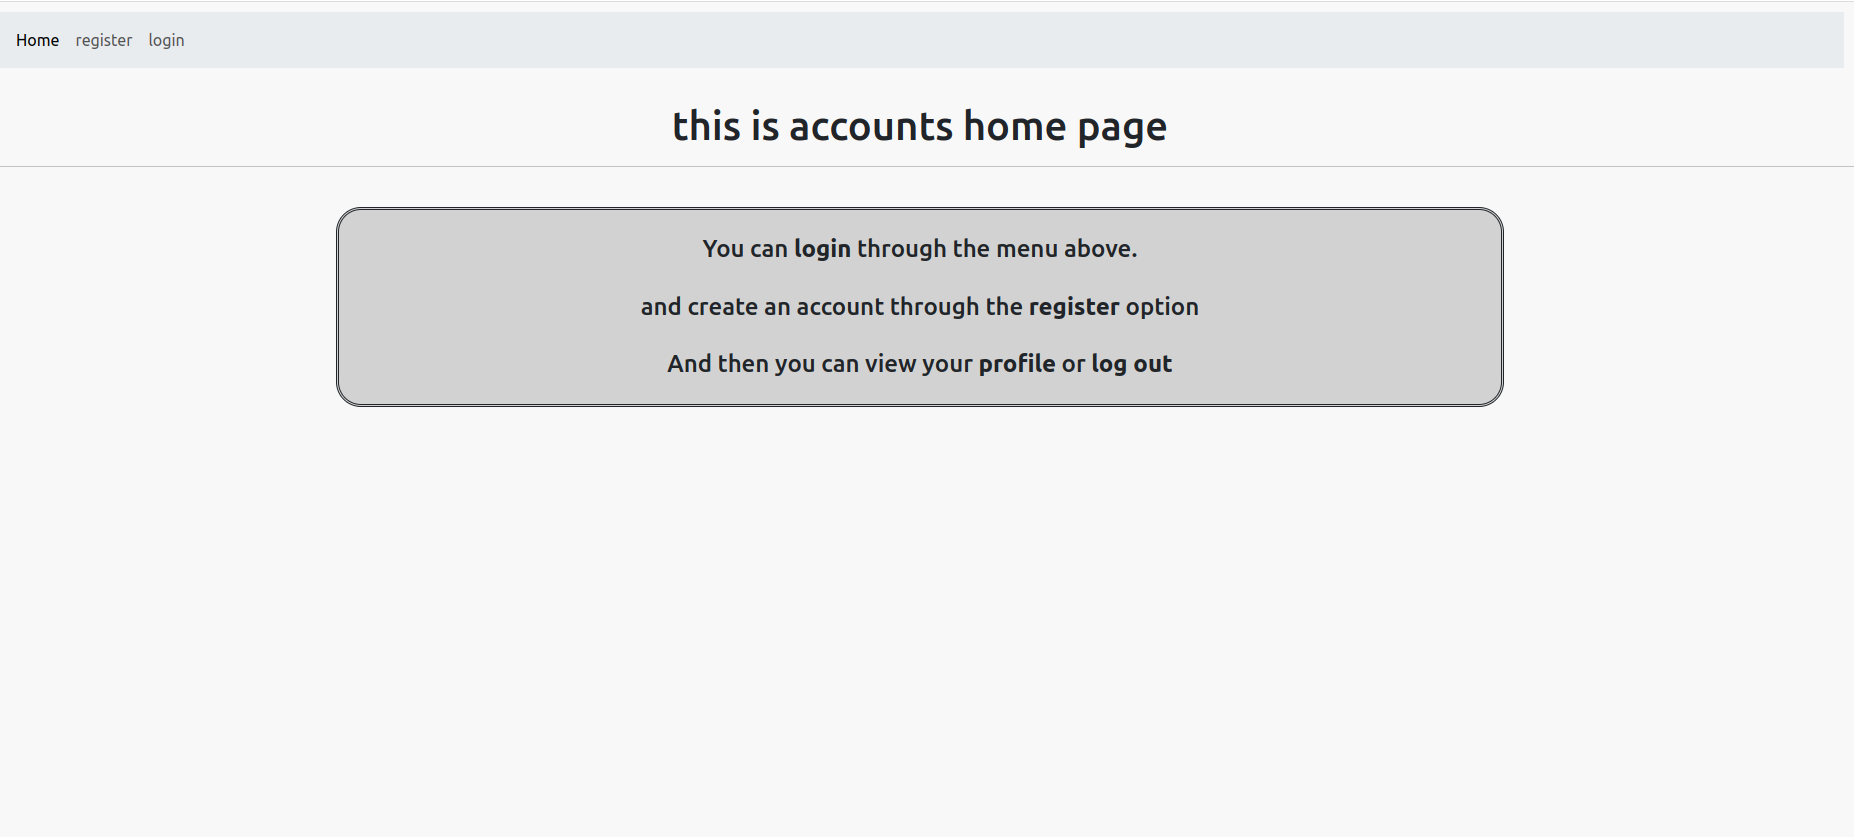 Home register login
this is accounts home page
You can login through the menu above.
and create an account through the register option
And then you can view your profile or log out